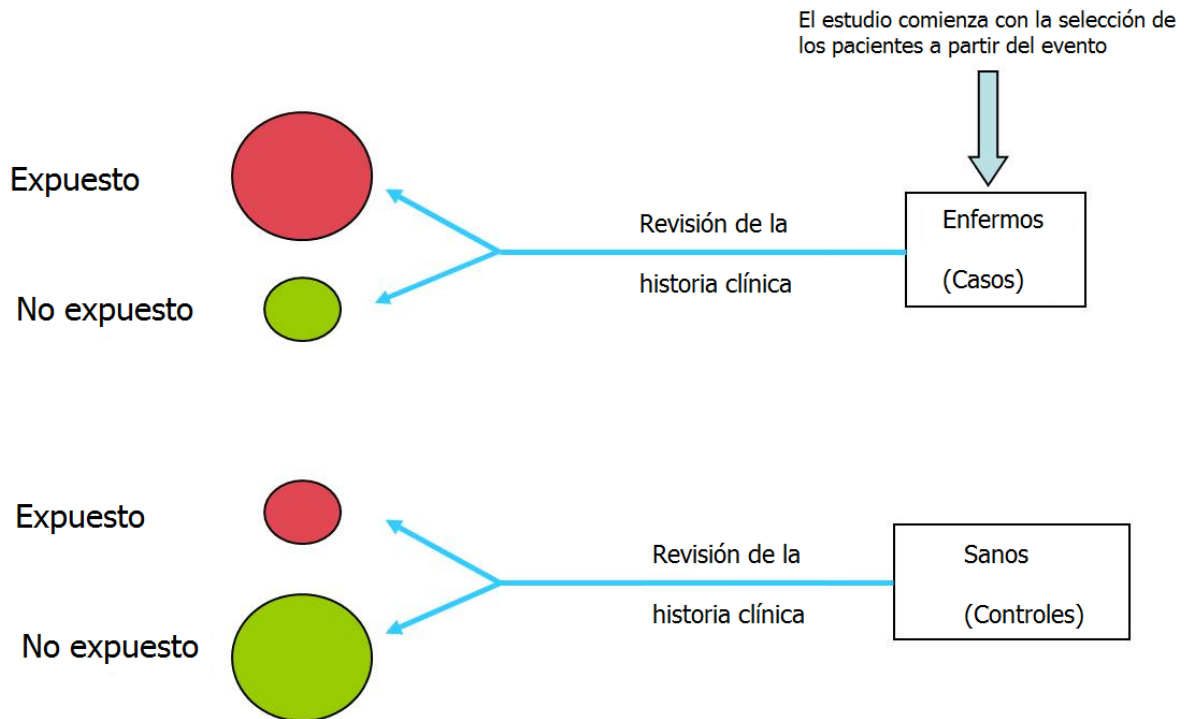 El estudio comienza con la selección de
los pacientes a partir del evento
Expuesto
No expuesto
Revisión de la
historia clínica
Enfermos
(Casos)
Expuesto
No expuesto
Revisión de la
historia clínica
Sanos
(Controles)